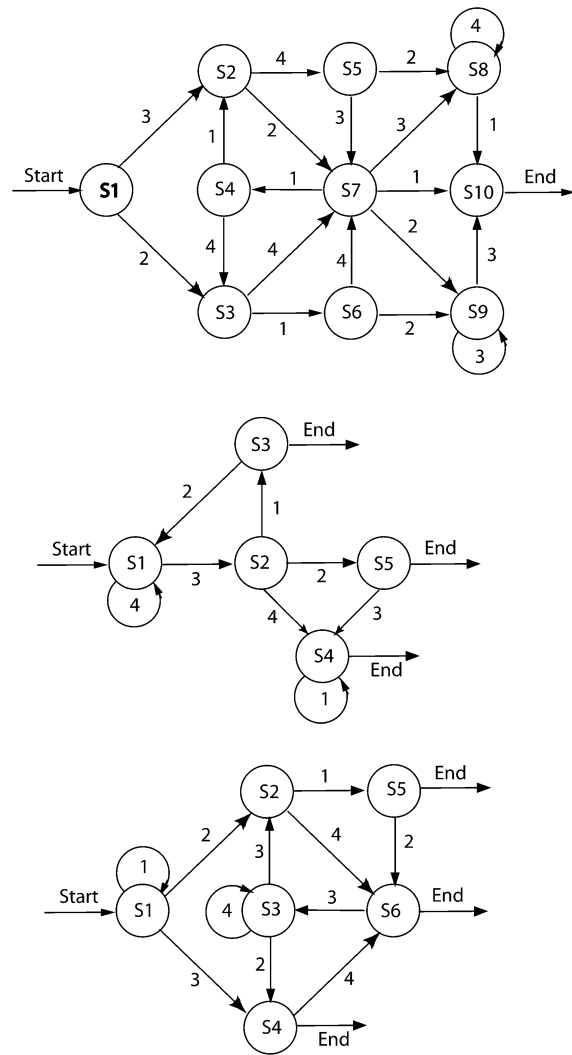 4
S2 4 S5 2 S8
3 1 2 3 3 1
Start S1 S4 1 S7 1 S10 End
2 4 4 4 2 3
S3 1 S6 2 S9
3
S3 End
2 1
Start S1 3 S2 2 S5 End
4 4 3
S4 End
1
S2 1 S5 End
1 2 3 4 2
Start S1 4 S3 3 S6 End
3 2 4
S4 End